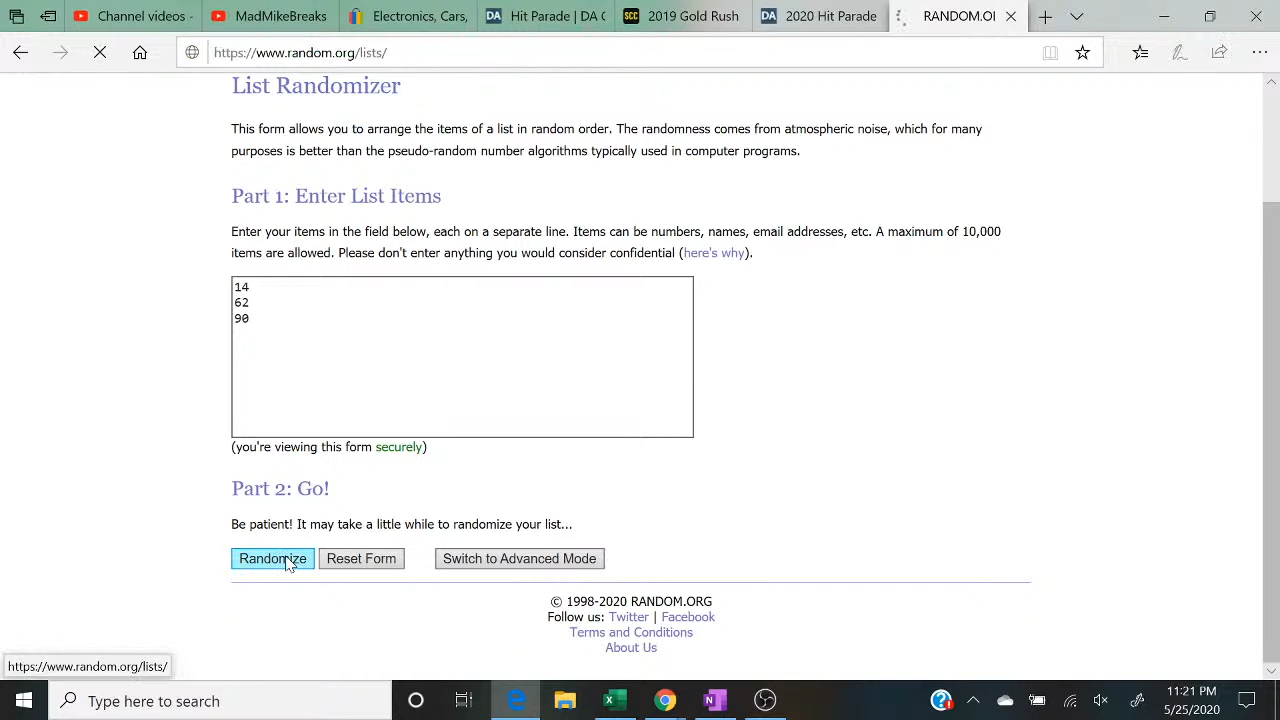 Channel videos
MadMikeBreaks
Electronics, Cars,
DA Hit Parade | DA C
SCC 2019 Gold Rush
DA 2020 Hit Parade
RANDOM.OI
https://www.random.org/lists/
List Randomizer
This form allows you to arrange the items of a list in random order. The randomness comes from atmospheric noise, which for many
purposes is better than the pseudo-random number algorithms typically used in computer programs.
Part 1: Enter List Items
Enter your items in the field below, each on a separate line. Items can be numbers, names, email addresses, etc. A maximum of 10,000
items are allowed. Please don't enter anything you would consider confidential (here's why).
14
62
90
(you're viewing this form securely)
Part 2: Go!
Be patient! It may take a little while to randomize your list...
Randomize
Reset Form
Switch to Advanced Mode
© 1998-2020 RANDOM.ORG
Follow us: Twitter | Facebook
Terms and Conditions
About Us
https://www.random.org/lists/
Type here to search
11:21 PM
5/25/2020